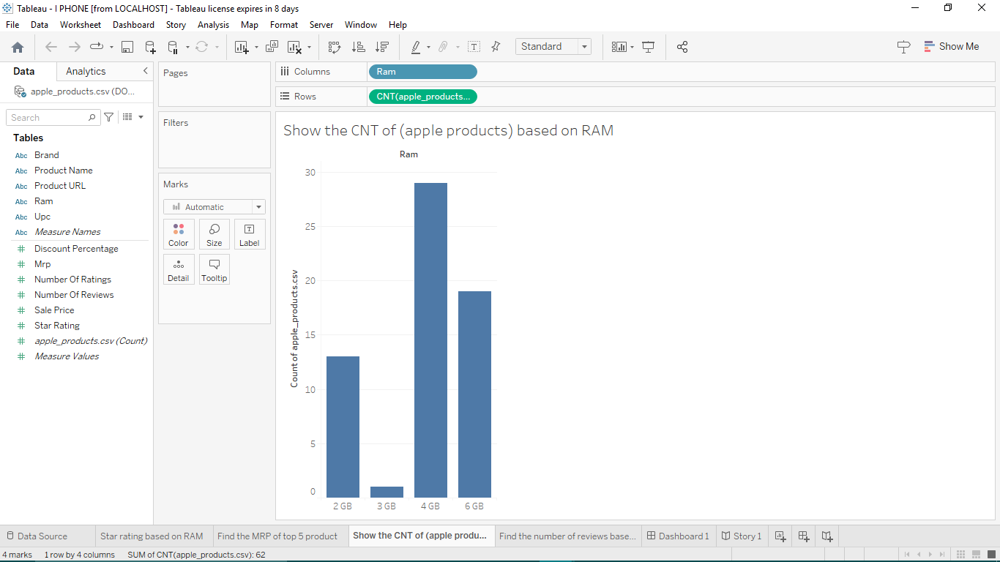 Tableau - I PHONE [from LOCALHOST] - Tableau license expires in 8 days
File Data Worksheet Dashboard Story Analysis Map Format Server Window Help
Standard
Show Me
Data Analytics
apple_products.csv (DO...
Search
Tables
Abc Brand
Abc Product Name
Abc Product URL
Abc Ram
Abc Upc
Abc Measure Names
# Discount Percentage
# Mrp
# Number Of Ratings
# Number Of Reviews
# Sale Price
# Star Rating
# apple_products.csv (Count)
# Measure Values
Pages
Filters
Marks
Automatic
Color Size Label
Detail Tooltip
Columns Ram
Rows CNT(apple_products...
Show the CNT of (apple products) based on RAM
Ram
Count of apple_products.csv
30
25
20
15
10
5
0
2 GB 3 GB 4 GB 6 GB
Data Source Star rating based on RAM Find the MRP of top 5 product Show the CNT of (apple produ... Find the number of reviews base... Dashboard 1 Story 1
4 marks 1 row by 4 columns SUM of CNT(apple_products.csv): 62